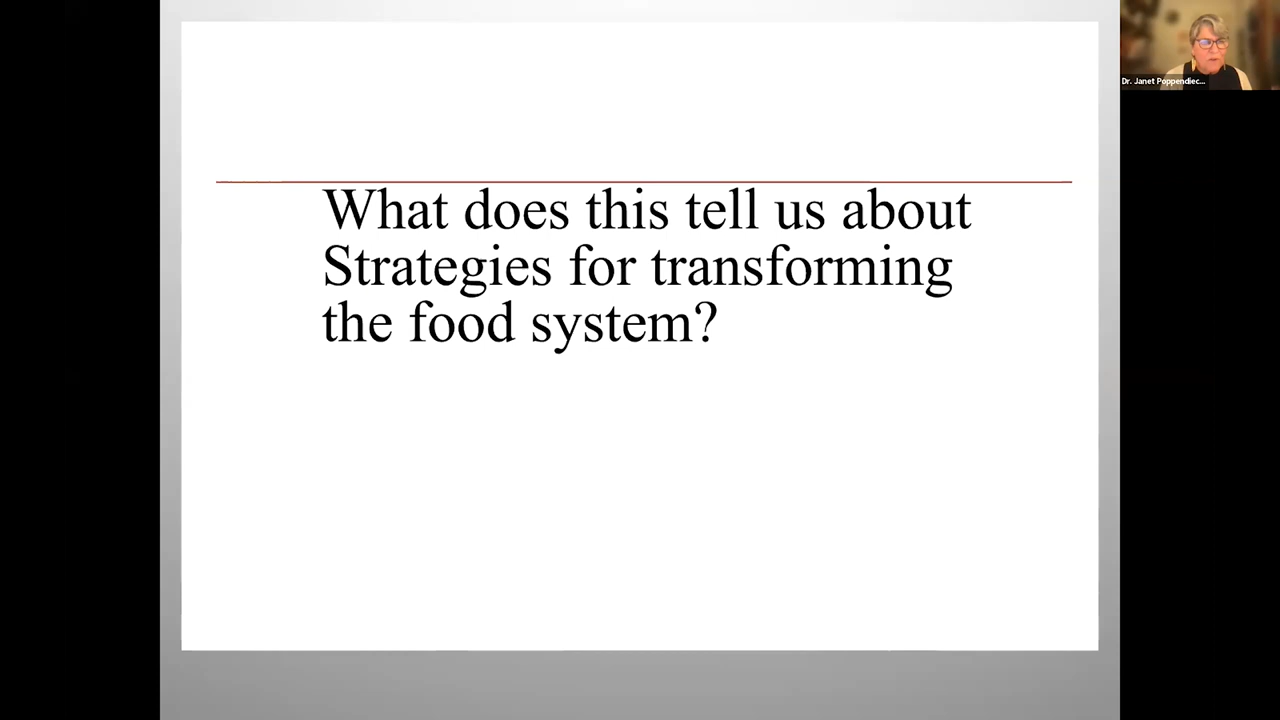 What does this tell us about
Strategies for transforming
the food system?
Dr. Janet Poppendiec...